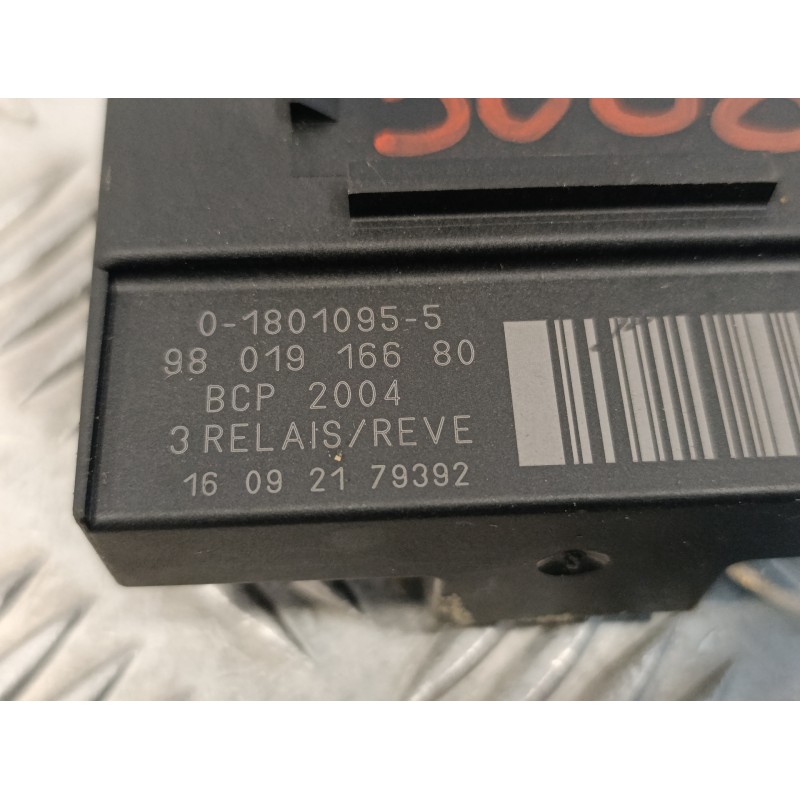 0-1801095-5
98 019 166 80
BCP 2004
3 RELAIS/REVE
16 09 21 79392